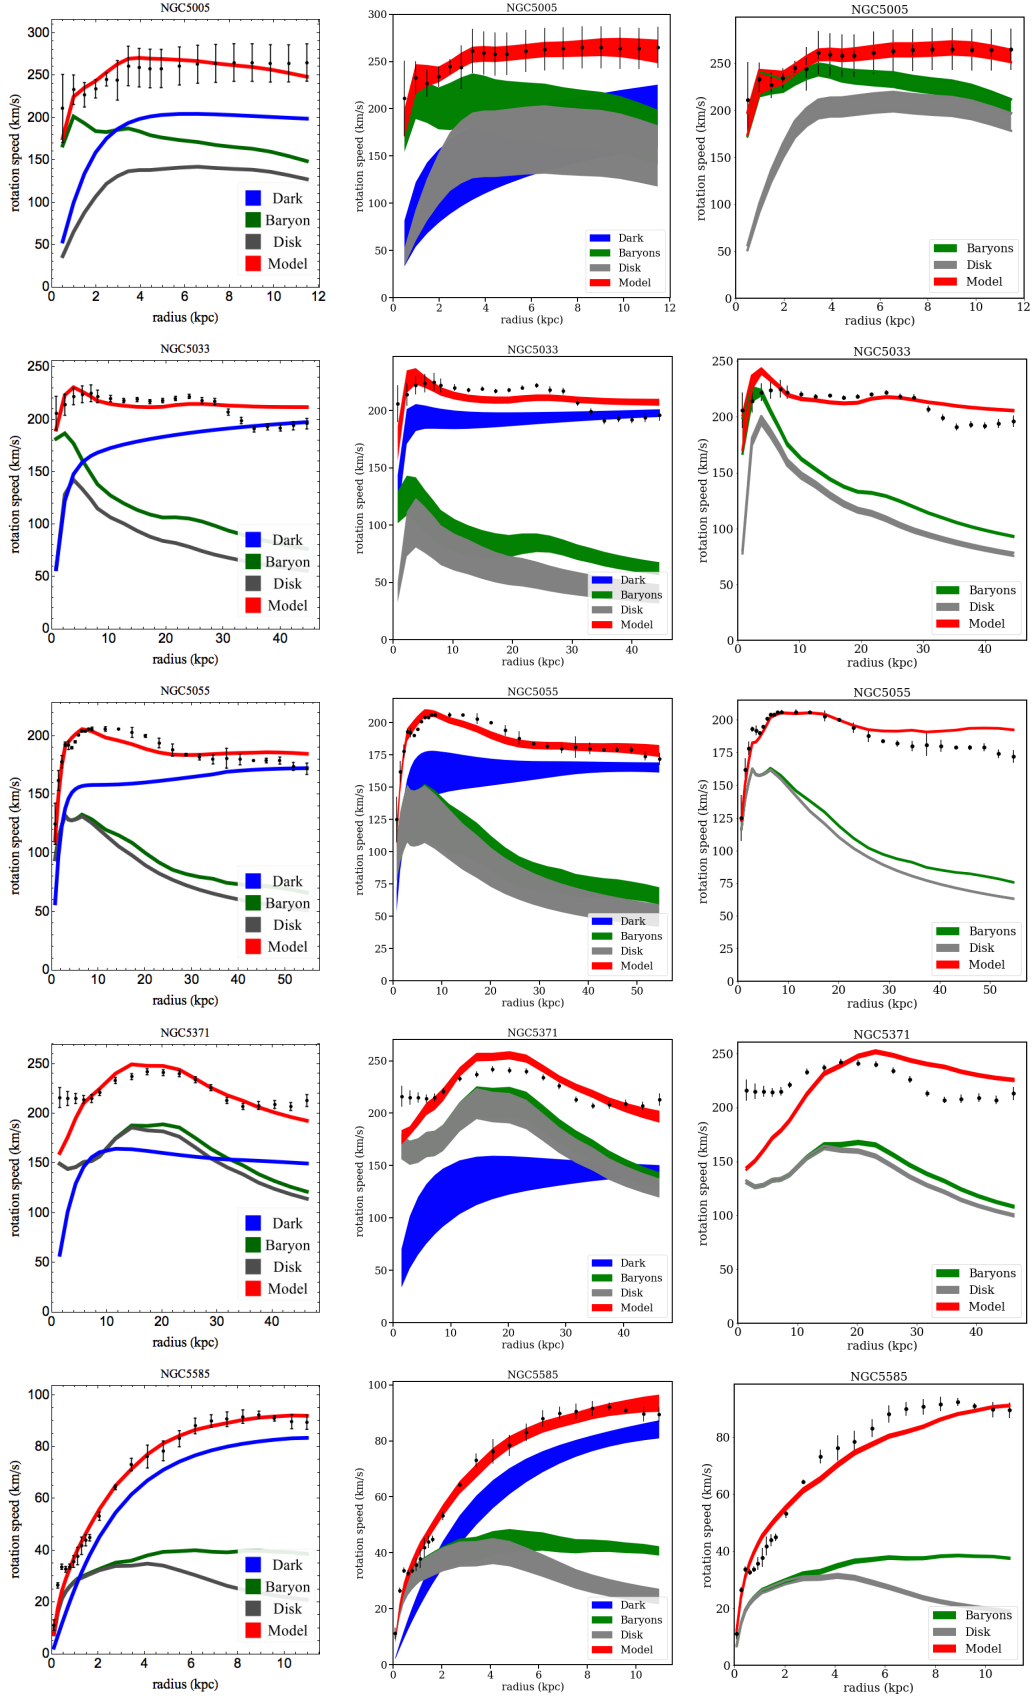 NGC5005
300
250
200
150
100
50
0
rotation speed (km/s)
Dark
Baryon
Disk
Model
0 2 4 6 8 10 12
radius (kpc)
NGC5005
300
250
200
150
100
50
0
rotation speed (km/s)
Dark
Baryons
Disk
Model
0 2 4 6 8 10 12
radius (kpc)
NGC5005
300
250
200
150
100
50
0
rotation speed (km/s)
Baryons
Disk
Model
0 2 4 6 8 10 12
radius (kpc)
NGC5033
250
200
150
100
50
0
rotation speed (km/s)
Dark
Baryon
Disk
Model
0 10 20 30 40
radius (kpc)
NGC5033
200
150
100
50
0
rotation speed (km/s)
Dark
Baryons
Disk
Model
0 10 20 30 40
radius (kpc)
NGC5033
250
200
150
100
50
0
rotation speed (km/s)
Baryons
Disk
Model
0 10 20 30 40
radius (kpc)
NGC5055
200
150
100
50
0
rotation speed (km/s)
Dark
Baryon
Disk
Model
0 10 20 30 40 50
radius (kpc)
NGC5055
200
175
150
125
100
75
50
25
0
rotation speed (km/s)
Dark
Baryons
Disk
Model
0 10 20 30 40 50
radius (kpc)
NGC5055
200
175
150
125
100
75
50
25
0
rotation speed (km/s)
Baryons
Disk
Model
0 10 20 30 40 50
radius (kpc)
NGC5371
250
200
150
100
50
0
rotation speed (km/s)
Dark
Baryon
Disk
Model
0 10 20 30 40
radius (kpc)
NGC5371
250
200
150
100
50
0
rotation speed (km/s)
Dark
Baryons
Disk
Model
0 10 20 30 40
radius (kpc)
NGC5371
250
200
150
100
50
0
rotation speed (km/s)
Baryons
Disk
Model
0 10 20 30 40
radius (kpc)
NGC5585
100
80
60
40
20
0
rotation speed (km/s)
Dark
Baryon
Disk
Model
0 2 4 6 8 10
radius (kpc)
NGC5585
100
80
60
40
20
0
rotation speed (km/s)
Dark
Baryons
Disk
Model
0 2 4 6 8 10
radius (kpc)
NGC5585
80
60
40
20
0
rotation speed (km/s)
Baryons
Disk
Model
0 2 4 6 8 10
radius (kpc)